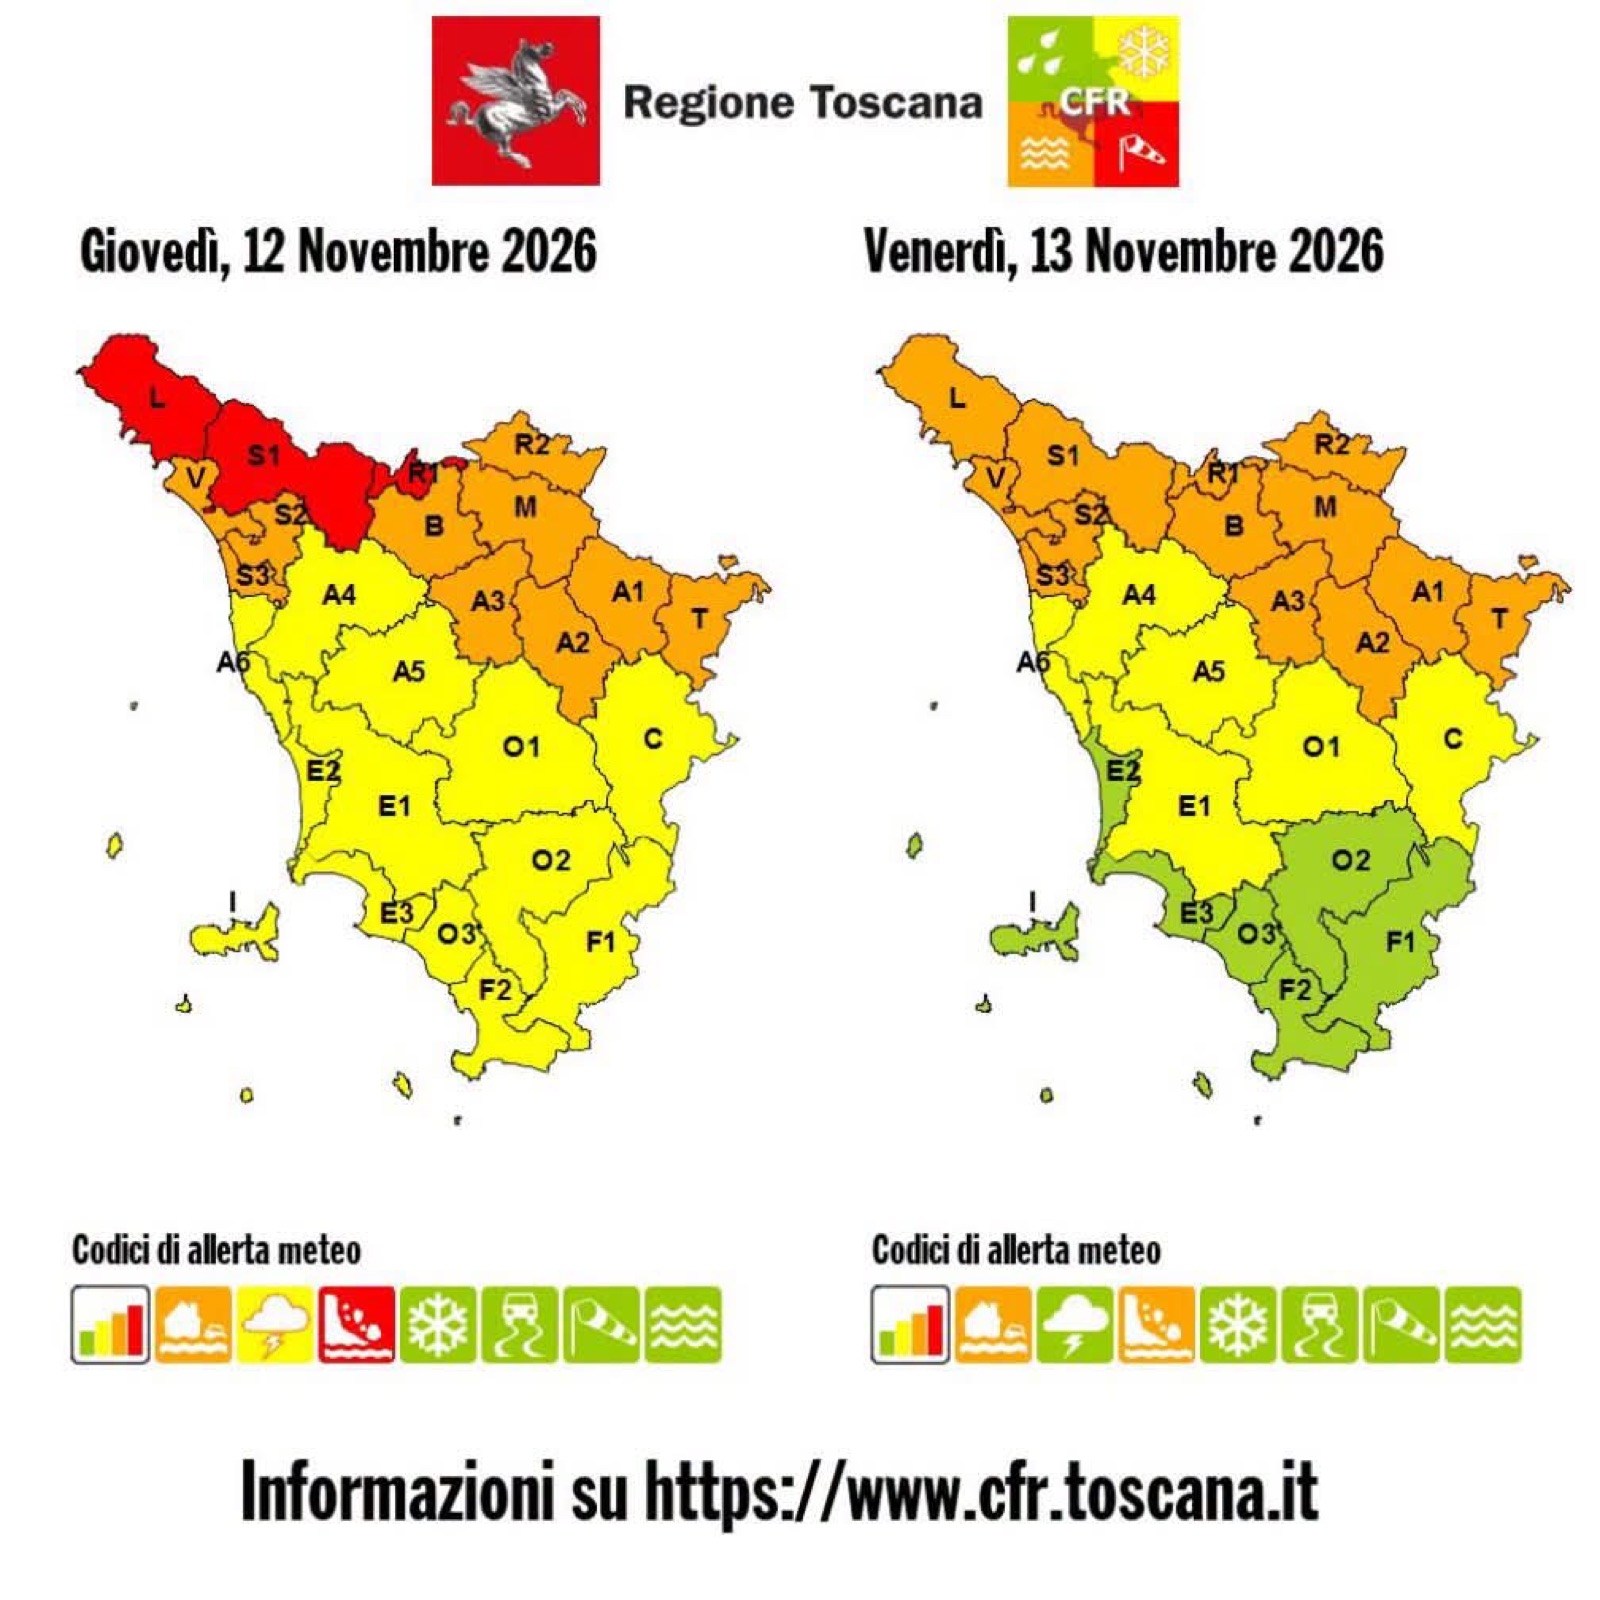 Regione Toscana
CFR
Giovedì, 12 Novembre 2026
Venerdì, 13 Novembre 2026
L
S1
R1
R2
V
S2
B
M
S3
A4
A3
A1
T
A2
A6
A5
O1
C
E2
E1
O2
I
E3
O3
F1
F2
L
S1
R1
R2
V
S2
B
M
S3
A4
A3
A1
T
A2
A6
A5
O1
C
E2
E1
O2
I
E3
O3
F1
F2
Codici di allerta meteo
Codici di allerta meteo
Informazioni su https://www.cfr.toscana.it